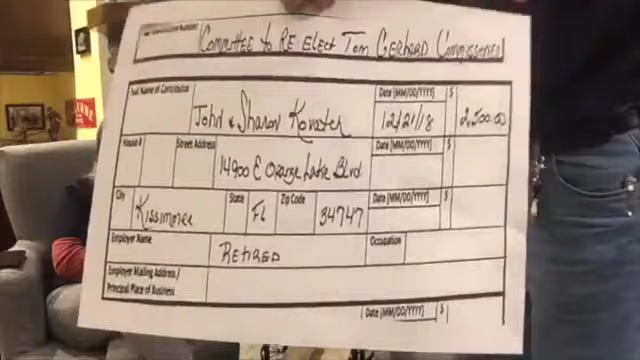 Committee to Re-Elect Tom Gerhard Commissioner
Full Name of Contributor
John & Sharon Kovatch
Date [MM/DD/YYYY]
$
12/21/18
2,500.00
House #
Street Address
14900 E Orange Lake Blvd
Date [MM/DD/YYYY]
$
City
Kissimmee
State
Fl
Zip Code
34747
Date [MM/DD/YYYY]
$
Employer Name
Retired
Occupation
Employer Mailing Address /
Principal Place of Business
Date [MM/DD/YYYY]
$